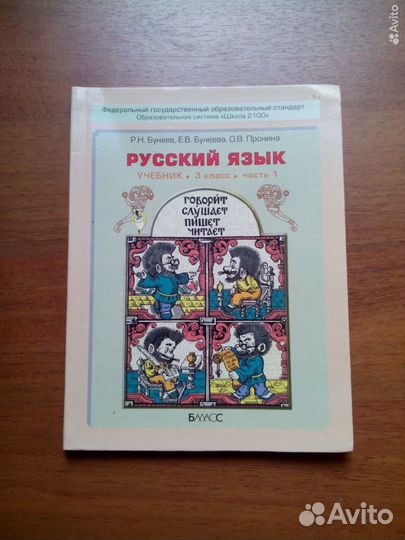 Федеральный государственный образовательный стандарт
Образовательная система «Школа 2100»
Р.Н. Бунеев, Е.В. Бунеева, О.В. Пронина
РУССКИЙ ЯЗЫК
УЧЕБНИК • 3 класс • часть 1
ГОВОРИТ
СЛУШАЕТ
ПИШЕТ
ЧИТАЕТ
БАЛАСС
Avito
Avito